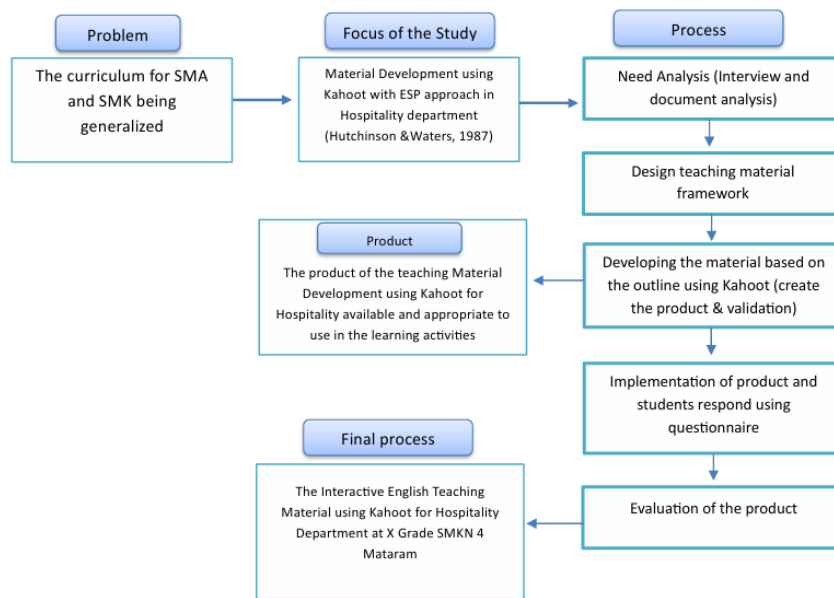 Problem
The curriculum for SMA
and SMK being
generalized
Focus of the Study
Material Development using
Kahoot with ESP approach in
Hospitality department
(Hutchinson &Waters, 1987)
Process
Need Analysis (Interview and
document analysis)
Design teaching material
framework
Developing the material based on
the outline using Kahoot (create
the product & validation)
Product
The product of the teaching Material
Development using Kahoot for
Hospitality available and appropriate to
use in the learning activities
Implementation of product and
students respond using
questionnaire
Evaluation of the product
Final process
The Interactive English Teaching
Material using Kahoot for Hospitality
Department at X Grade SMKN 4
Mataram